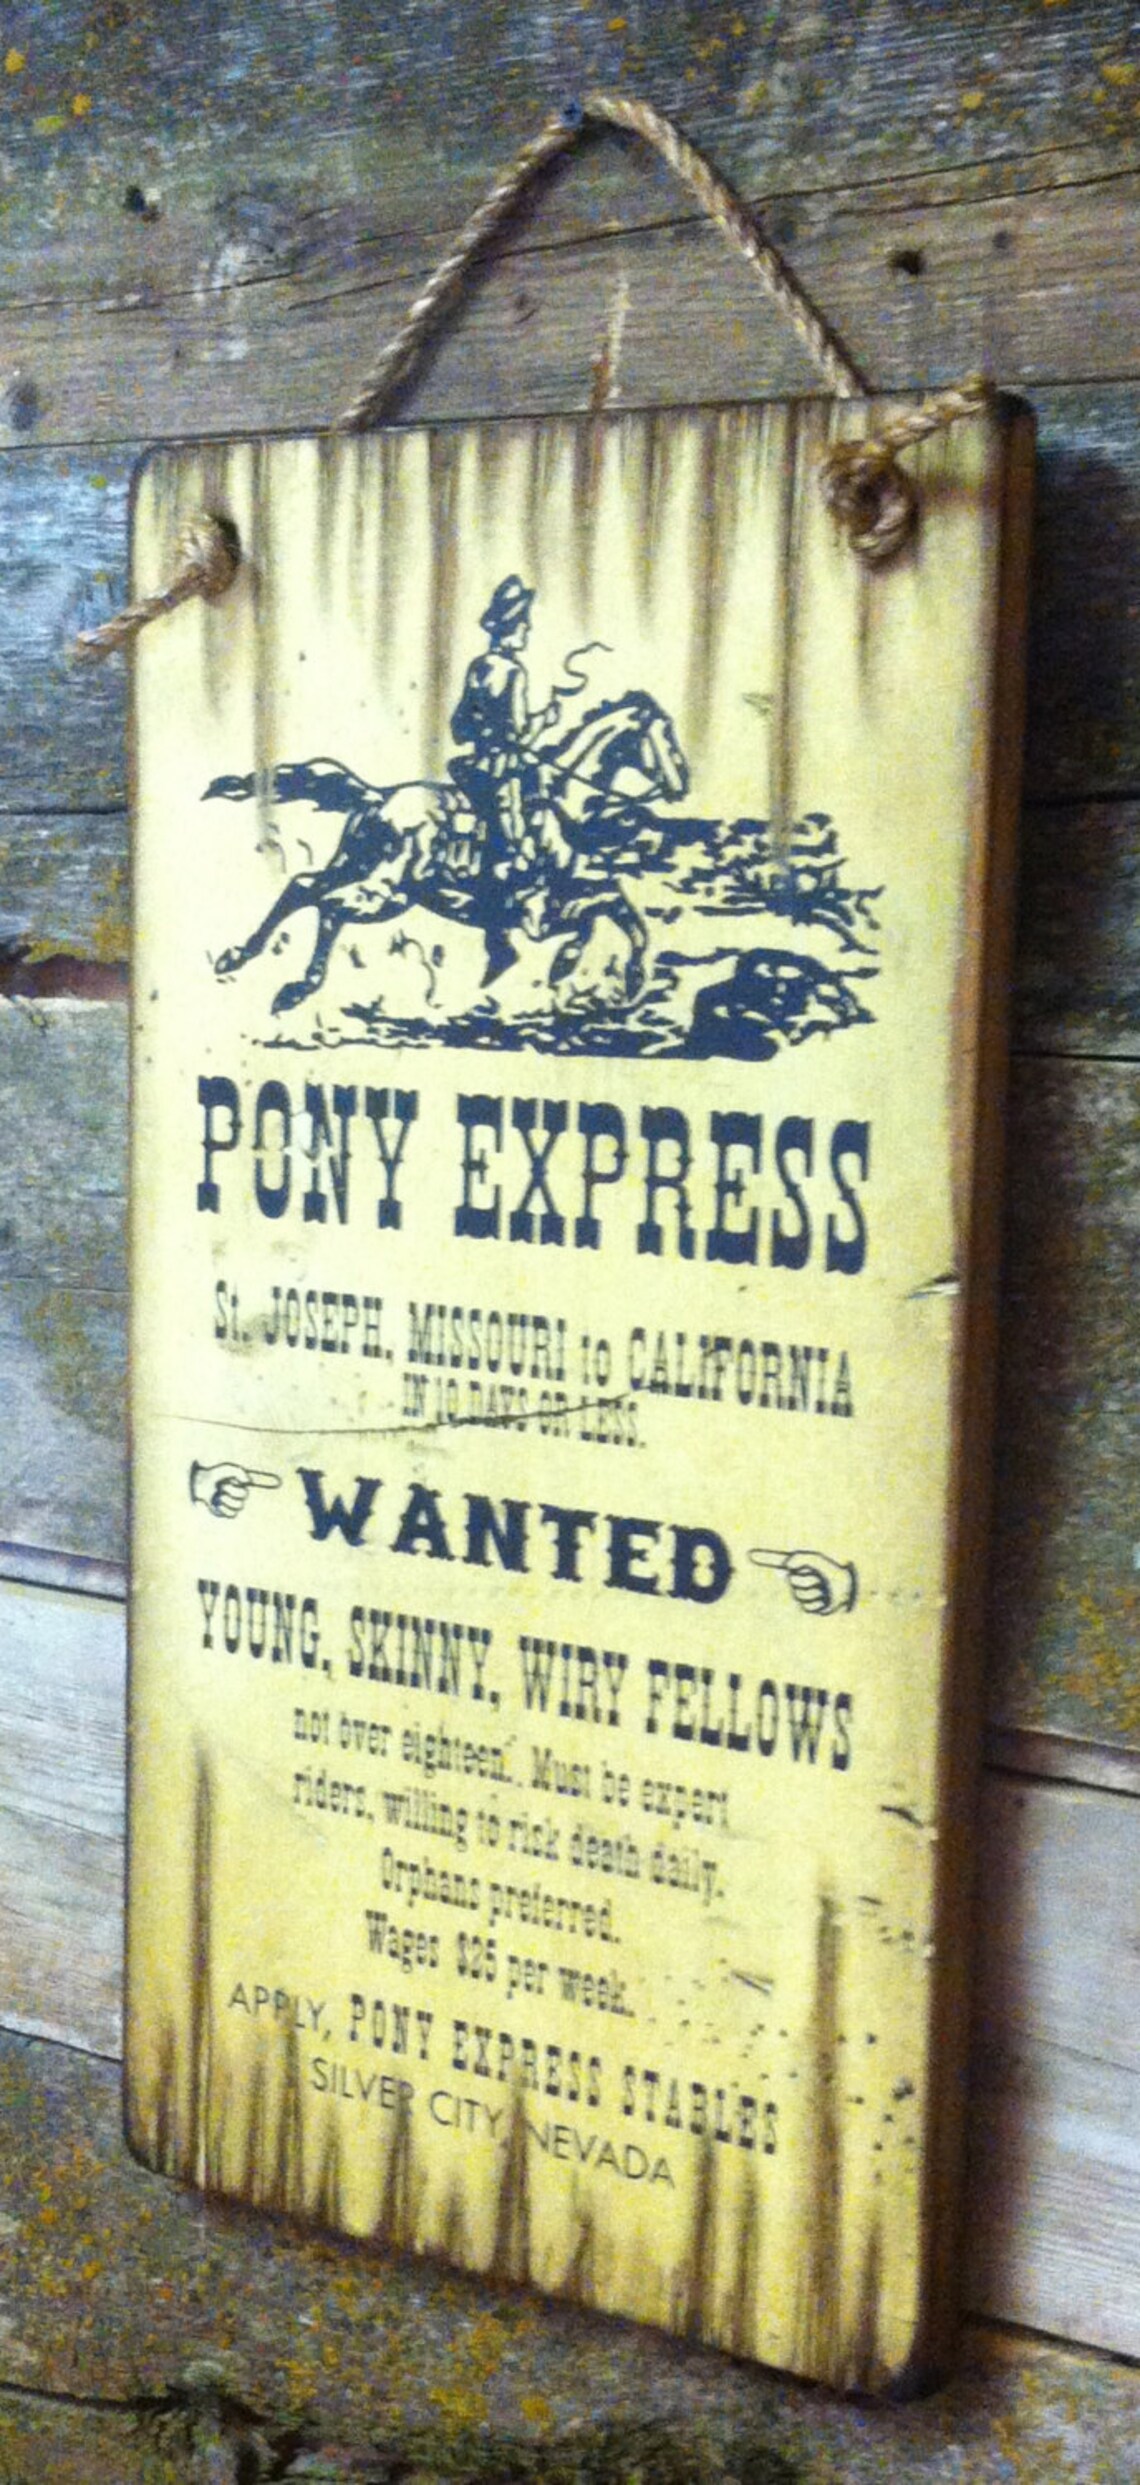 PONY EXPRESS
St. JOSEPH, MISSOURI to CALIFORNIA
IN 10 DAYS OR LESS.
WANTED
YOUNG, SKINNY, WIRY FELLOWS
not over eighteen. Must be expert
riders, willing to risk death daily.
Orphans preferred.
Wages $25 per week.
APPLY, PONY EXPRESS STABLES
SILVER CITY, NEVADA